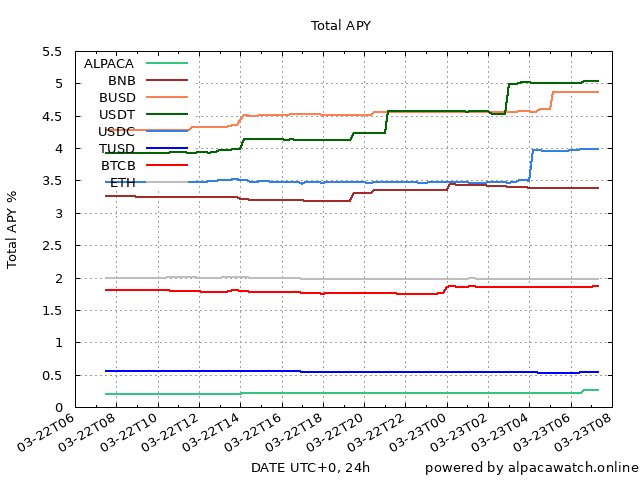 Total APY
5.5
5
4.5
4
3.5
3
2.5
2
1.5
1
0.5
0
Total APY %
ALPACA
BNB
BUSD
USDT
USDC
TUSD
BTCB
ETH
03-22T06
03-22T08
03-22T10
03-22T12
03-22T14
03-22T16
03-22T18
03-22T20
03-22T22
03-23T00
03-23T02
03-23T04
03-23T06
03-23T08
DATE UTC+0, 24h
powered by alpacawatch.online